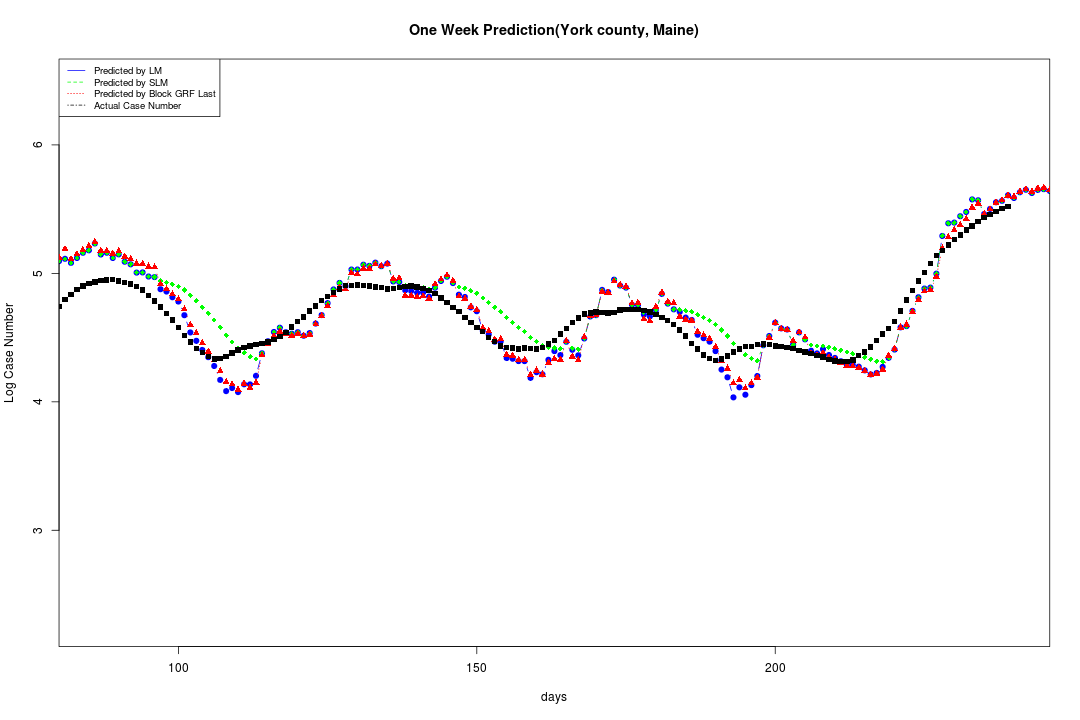 One Week Prediction(York county, Maine)
Predicted by LM
Predicted by SLM
Predicted by Block GRF Last
Actual Case Number
6
5
4
3
Log Case Number
100
150
200
days